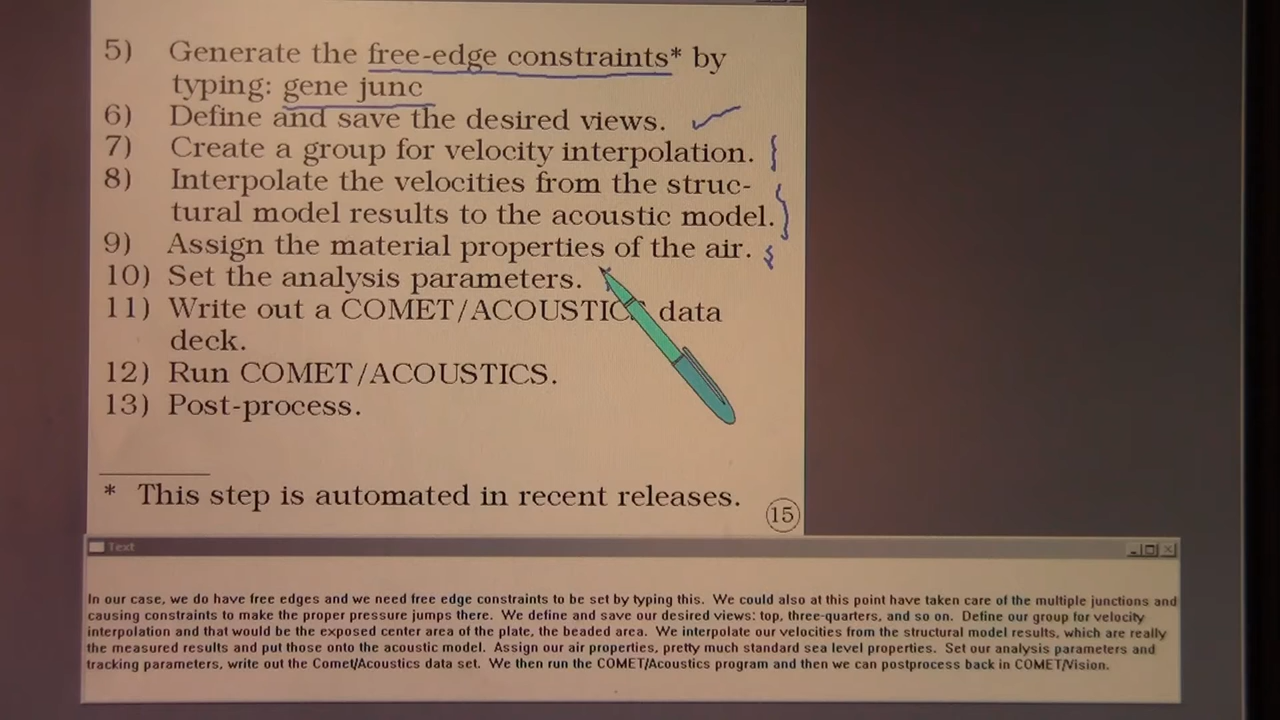 5) Generate the free-edge constraints* by
typing: gene junc
6) Define and save the desired views.
7) Create a group for velocity interpolation.
8) Interpolate the velocities from the struc-
tural model results to the acoustic model.
9) Assign the material properties of the air.
10) Set the analysis parameters.
11) Write out a COMET/ACOUSTICS data
deck.
12) Run COMET/ACOUSTICS.
13) Post-process.
* This step is automated in recent releases.
15
Text
In our case, we do have free edges and we need free edge constraints to be set by typing this. We could also at this point have taken care of the multiple junctions and
causing constraints to make the proper pressure jumps there. We define and save our desired views: top, three-quarters, and so on. Define our group for velocity
interpolation and that would be the exposed center area of the plate, the beaded area. We interpolate our velocities from the structural model results, which are really
the measured results and put those onto the acoustic model. Assign our air properties, pretty much standard sea level properties. Set our analysis parameters and
tracking parameters, write out the Comet/Acoustics data set. We then run the COMET/Acoustics program and then we can postprocess back in COMET/Vision.